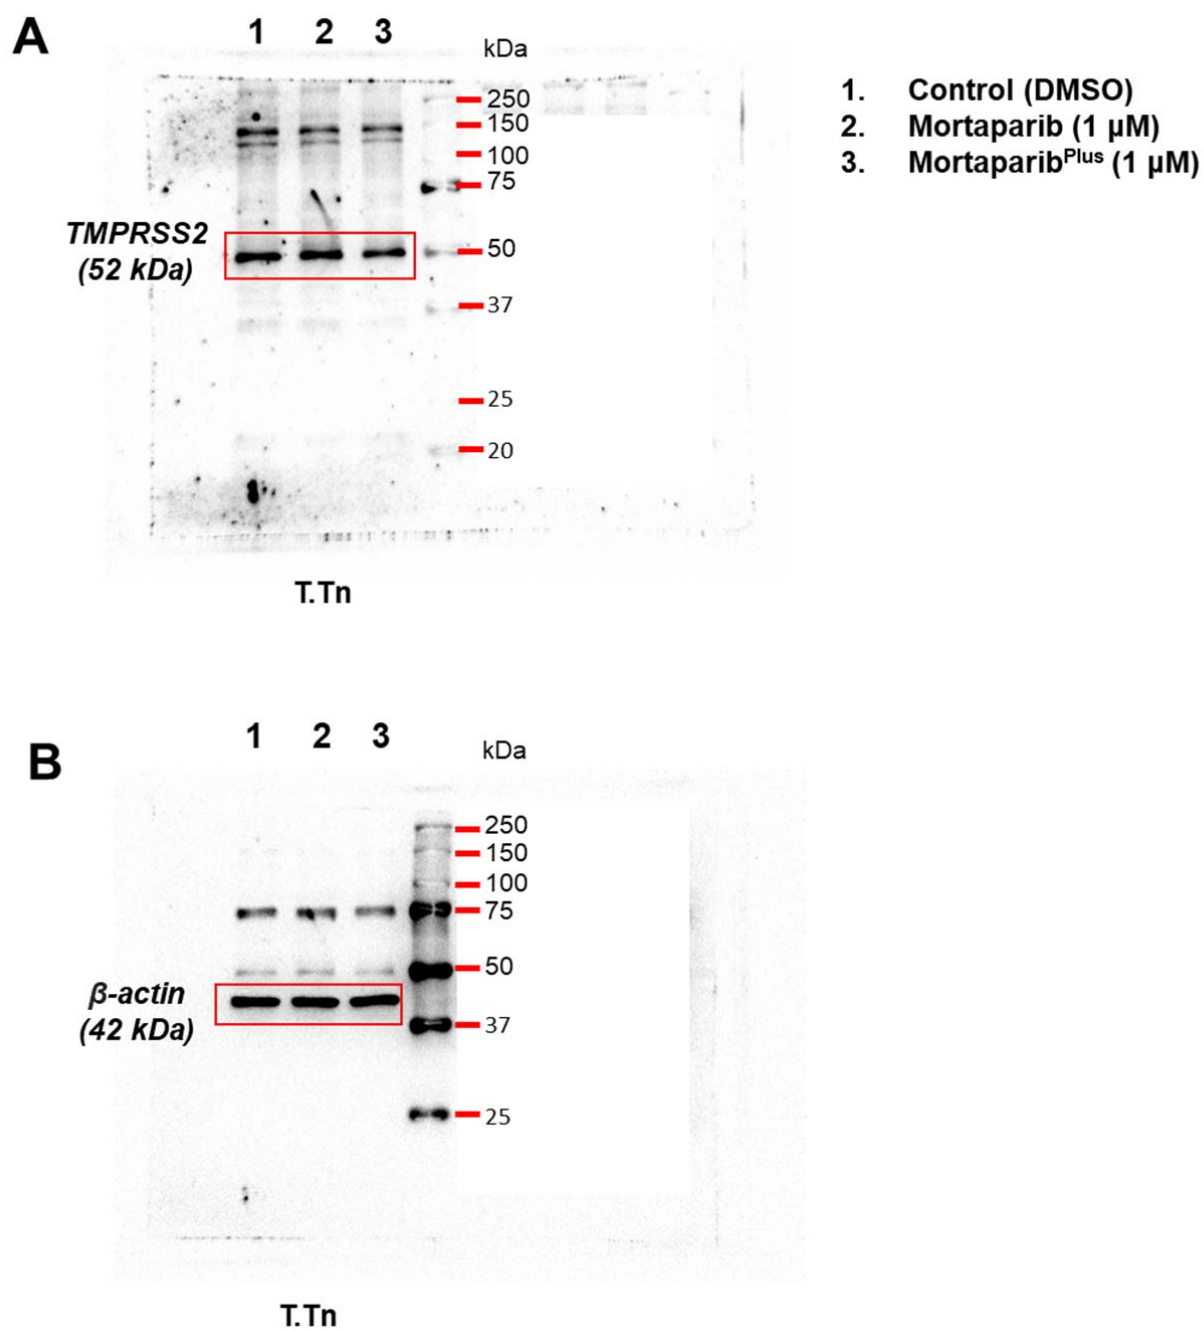 A
1 2 3
kDa
250
150
100
75
50
37
25
20
TMPRSS2
(52 kDa)
T.Tn
1. Control (DMSO)
2. Mortaparib (1 µM)
3. Mortaparib^Plus (1 µM)
B
1 2 3
kDa
250
150
100
75
50
37
25
β-actin
(42 kDa)
T.Tn